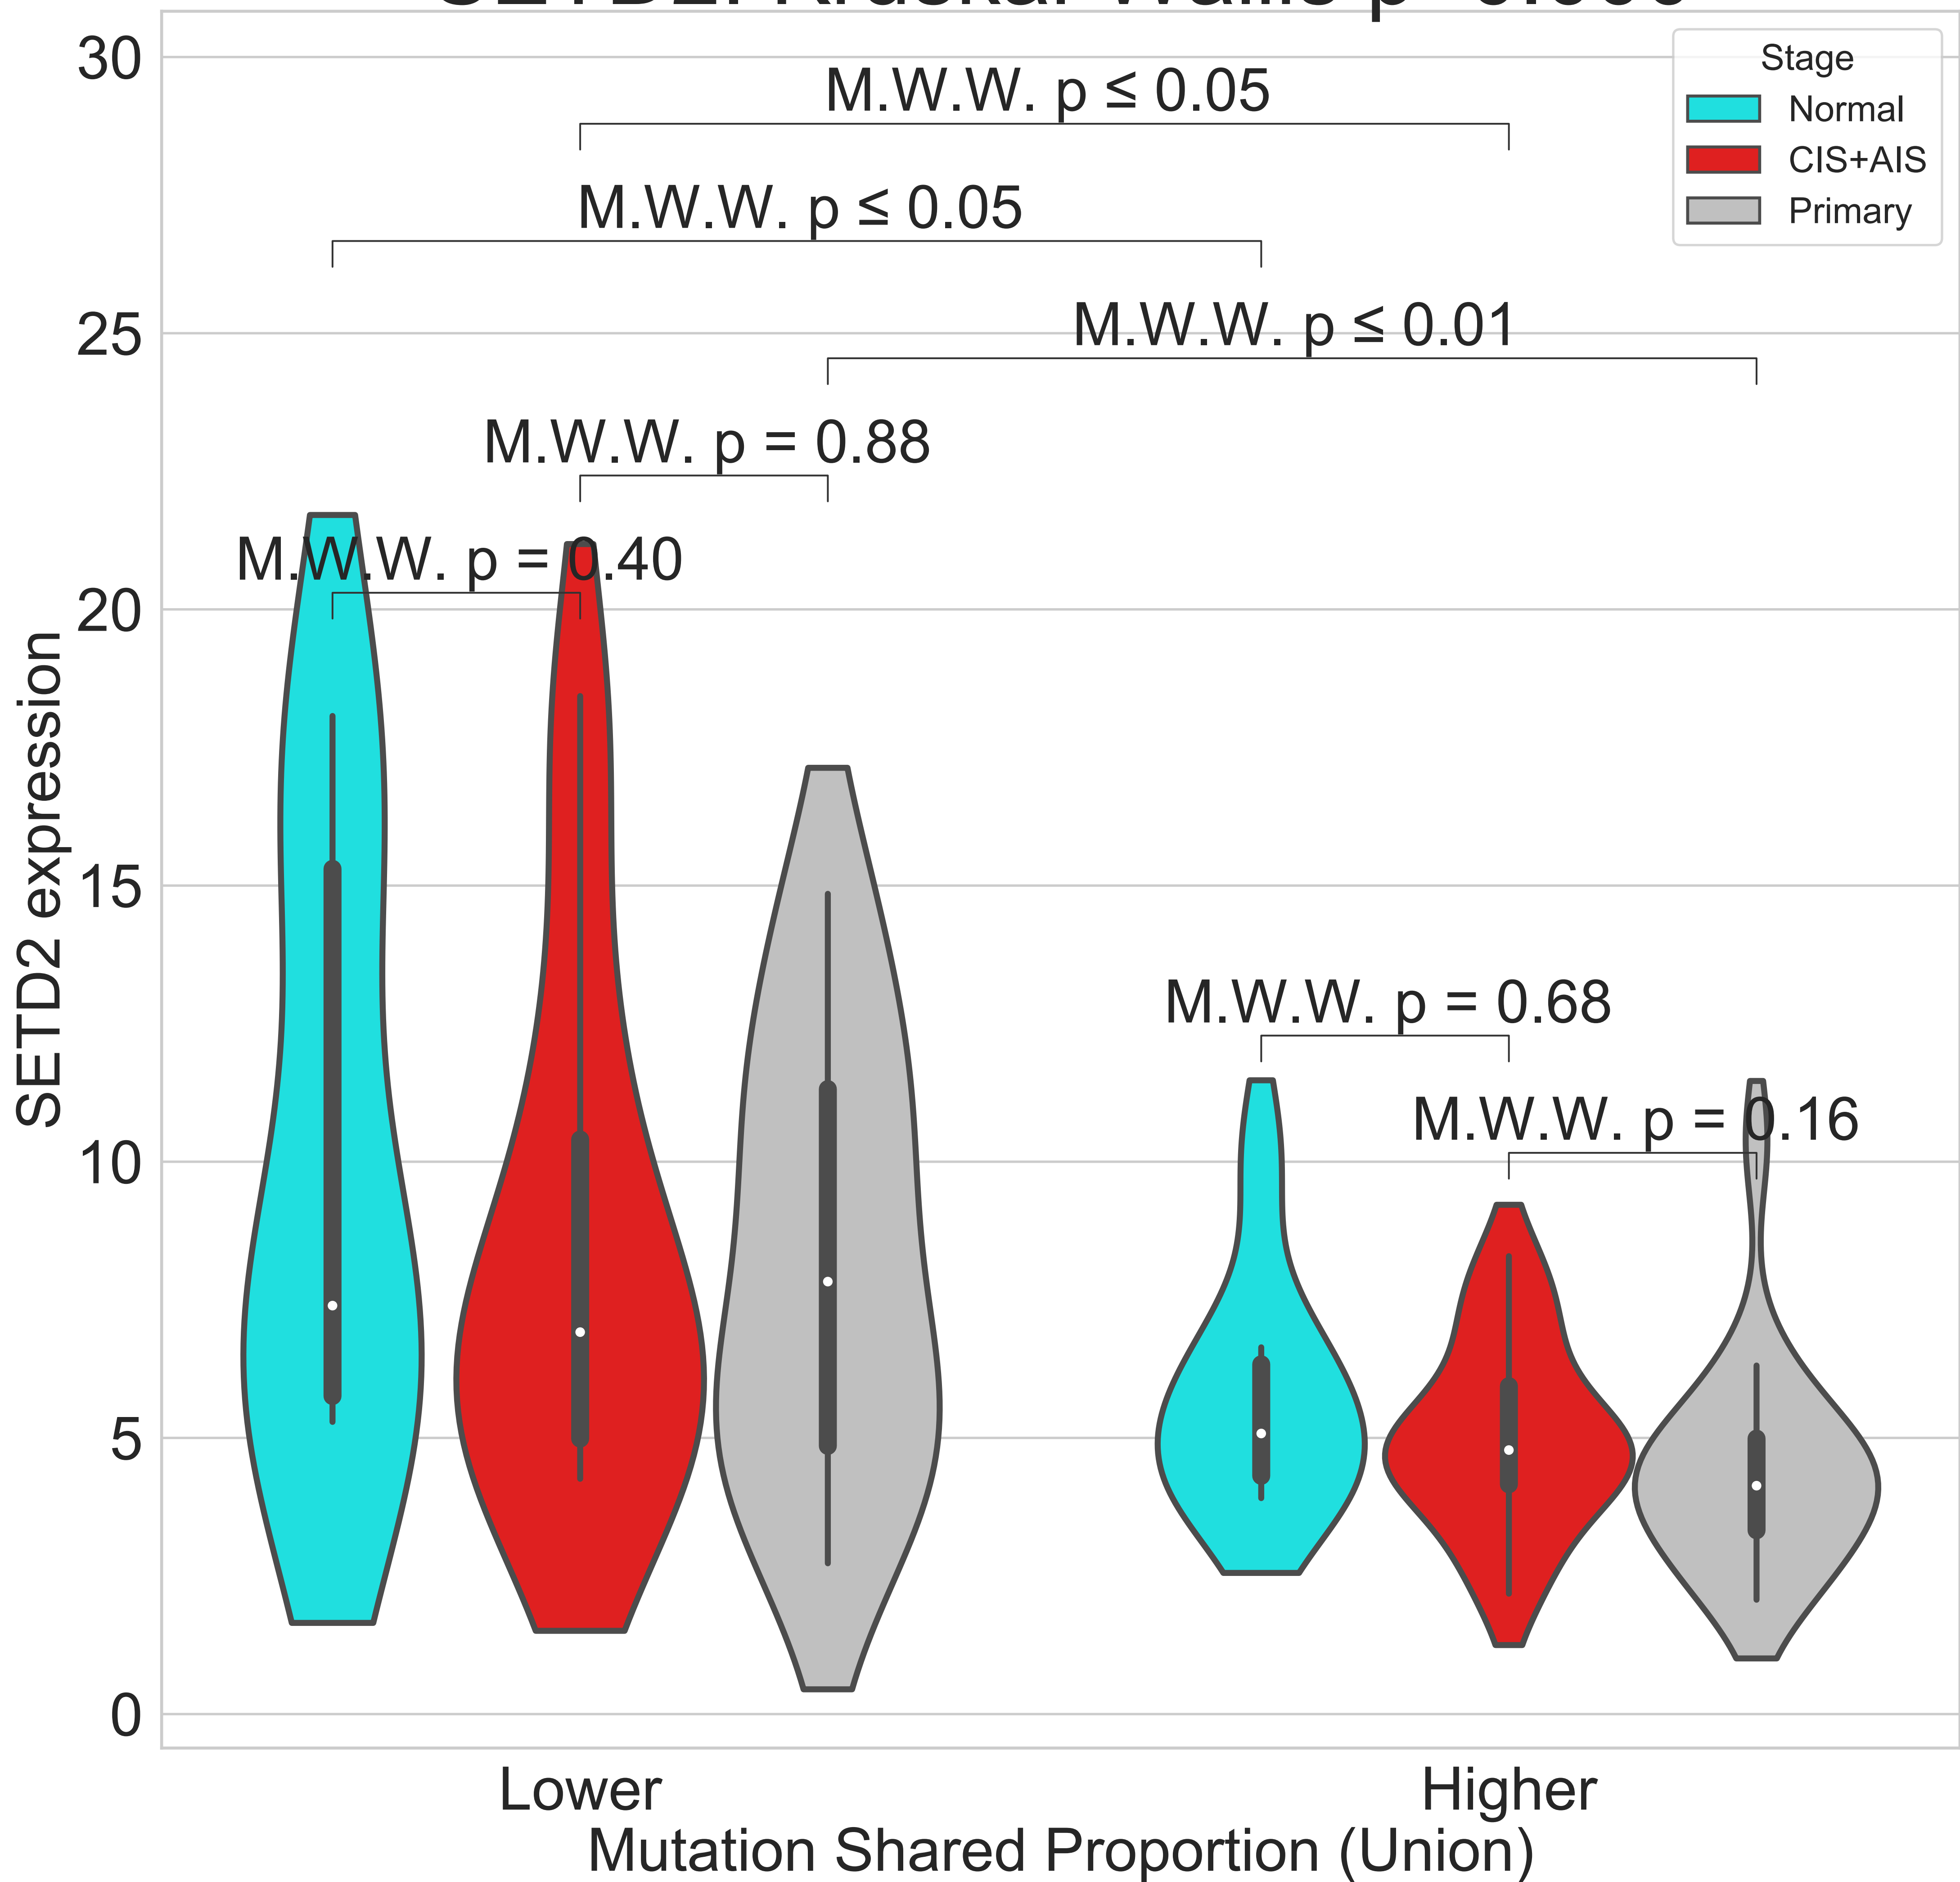 30
M.W.W. p ≤ 0.05
Stage
Normal
CIS+AIS
Primary
M.W.W. p ≤ 0.05
25
M.W.W. p ≤ 0.01
M.W.W. p = 0.88
M.W.W. p = 0.40
20
SETD2 expression
15
M.W.W. p = 0.68
M.W.W. p = 0.16
10
5
0
Lower
Higher
Mutation Shared Proportion (Union)